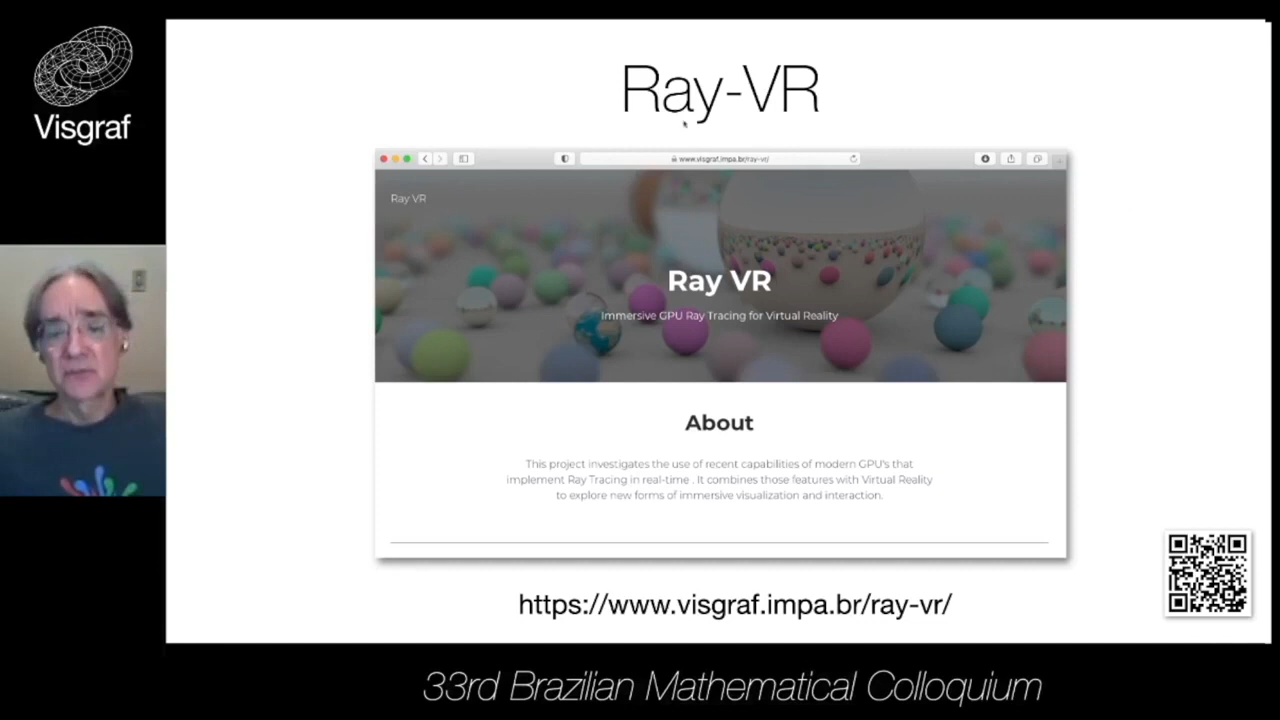 Visgraf
Ray-VR
www.visgraf.impa.br/ray-vr/
Ray VR
Ray VR
Immersive GPU Ray Tracing for Virtual Reality
About
This project investigates the use of recent capabilities of modern GPU's that
implement Ray Tracing in real-time . It combines those features with Virtual Reality
to explore new forms of immersive visualization and interaction.
https://www.visgraf.impa.br/ray-vr/
33rd Brazilian Mathematical Colloquium